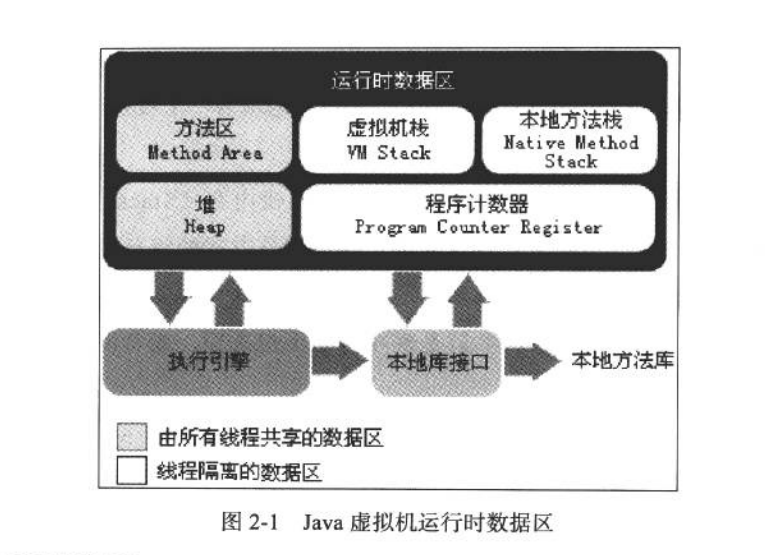 运行时数据区
方法区
Method Area
虚拟机栈
VM Stack
本地方法栈
Native Method
Stack
堆
Heap
程序计数器
Program Counter Register
执行引擎
本地库接口
本地方法库
由所有线程共享的数据区
线程隔离的数据区
图 2-1 Java 虚拟机运行时数据区